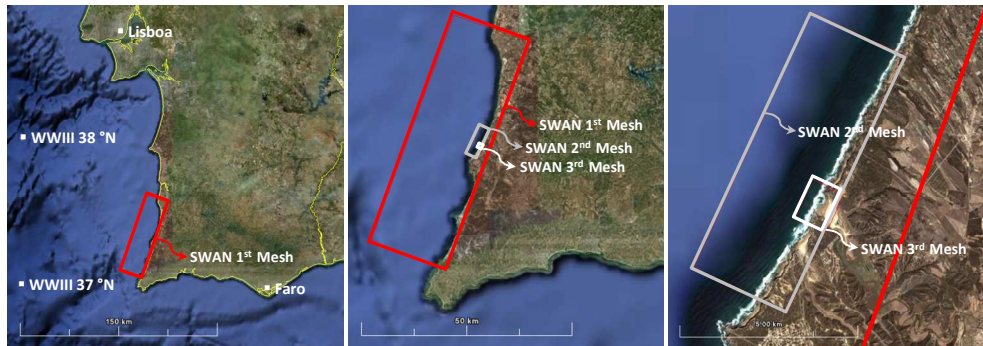 Lisboa
WWIII 38 °N
SWAN 1st Mesh
WWIII 37 °N
Faro
150 km
SWAN 1st Mesh
SWAN 2nd Mesh
SWAN 3rd Mesh
50 km
SWAN 2nd Mesh
SWAN 3rd Mesh
5.00 km